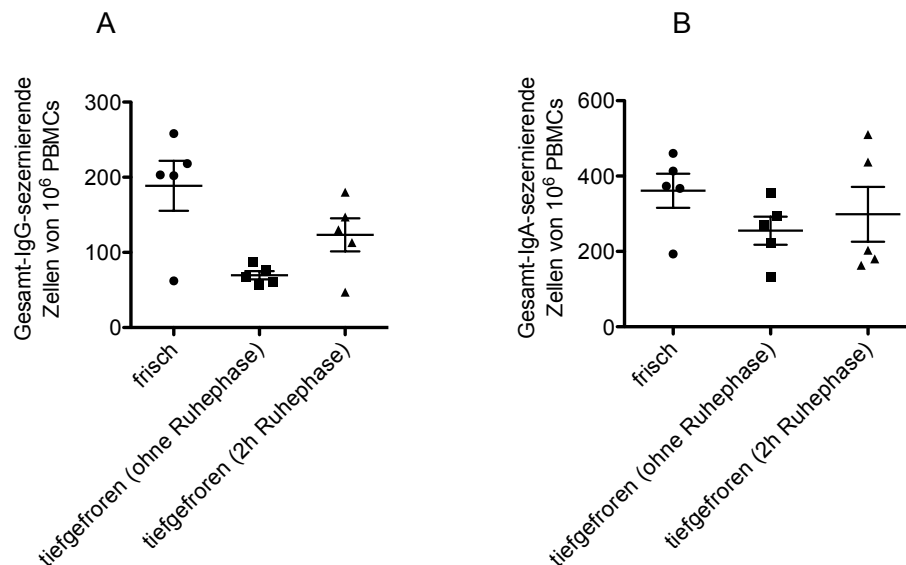 A
Gesamt-IgG-sezernierende
Zellen von 10⁶ PBMCs
300
200
100
0
frisch
tiefgefroren (ohne Ruhephase)
tiefgefroren (2h Ruhephase)
B
Gesamt-IgA-sezernierende
Zellen von 10⁶ PBMCs
600
400
200
0
frisch
tiefgefroren (ohne Ruhephase)
tiefgefroren (2h Ruhephase)